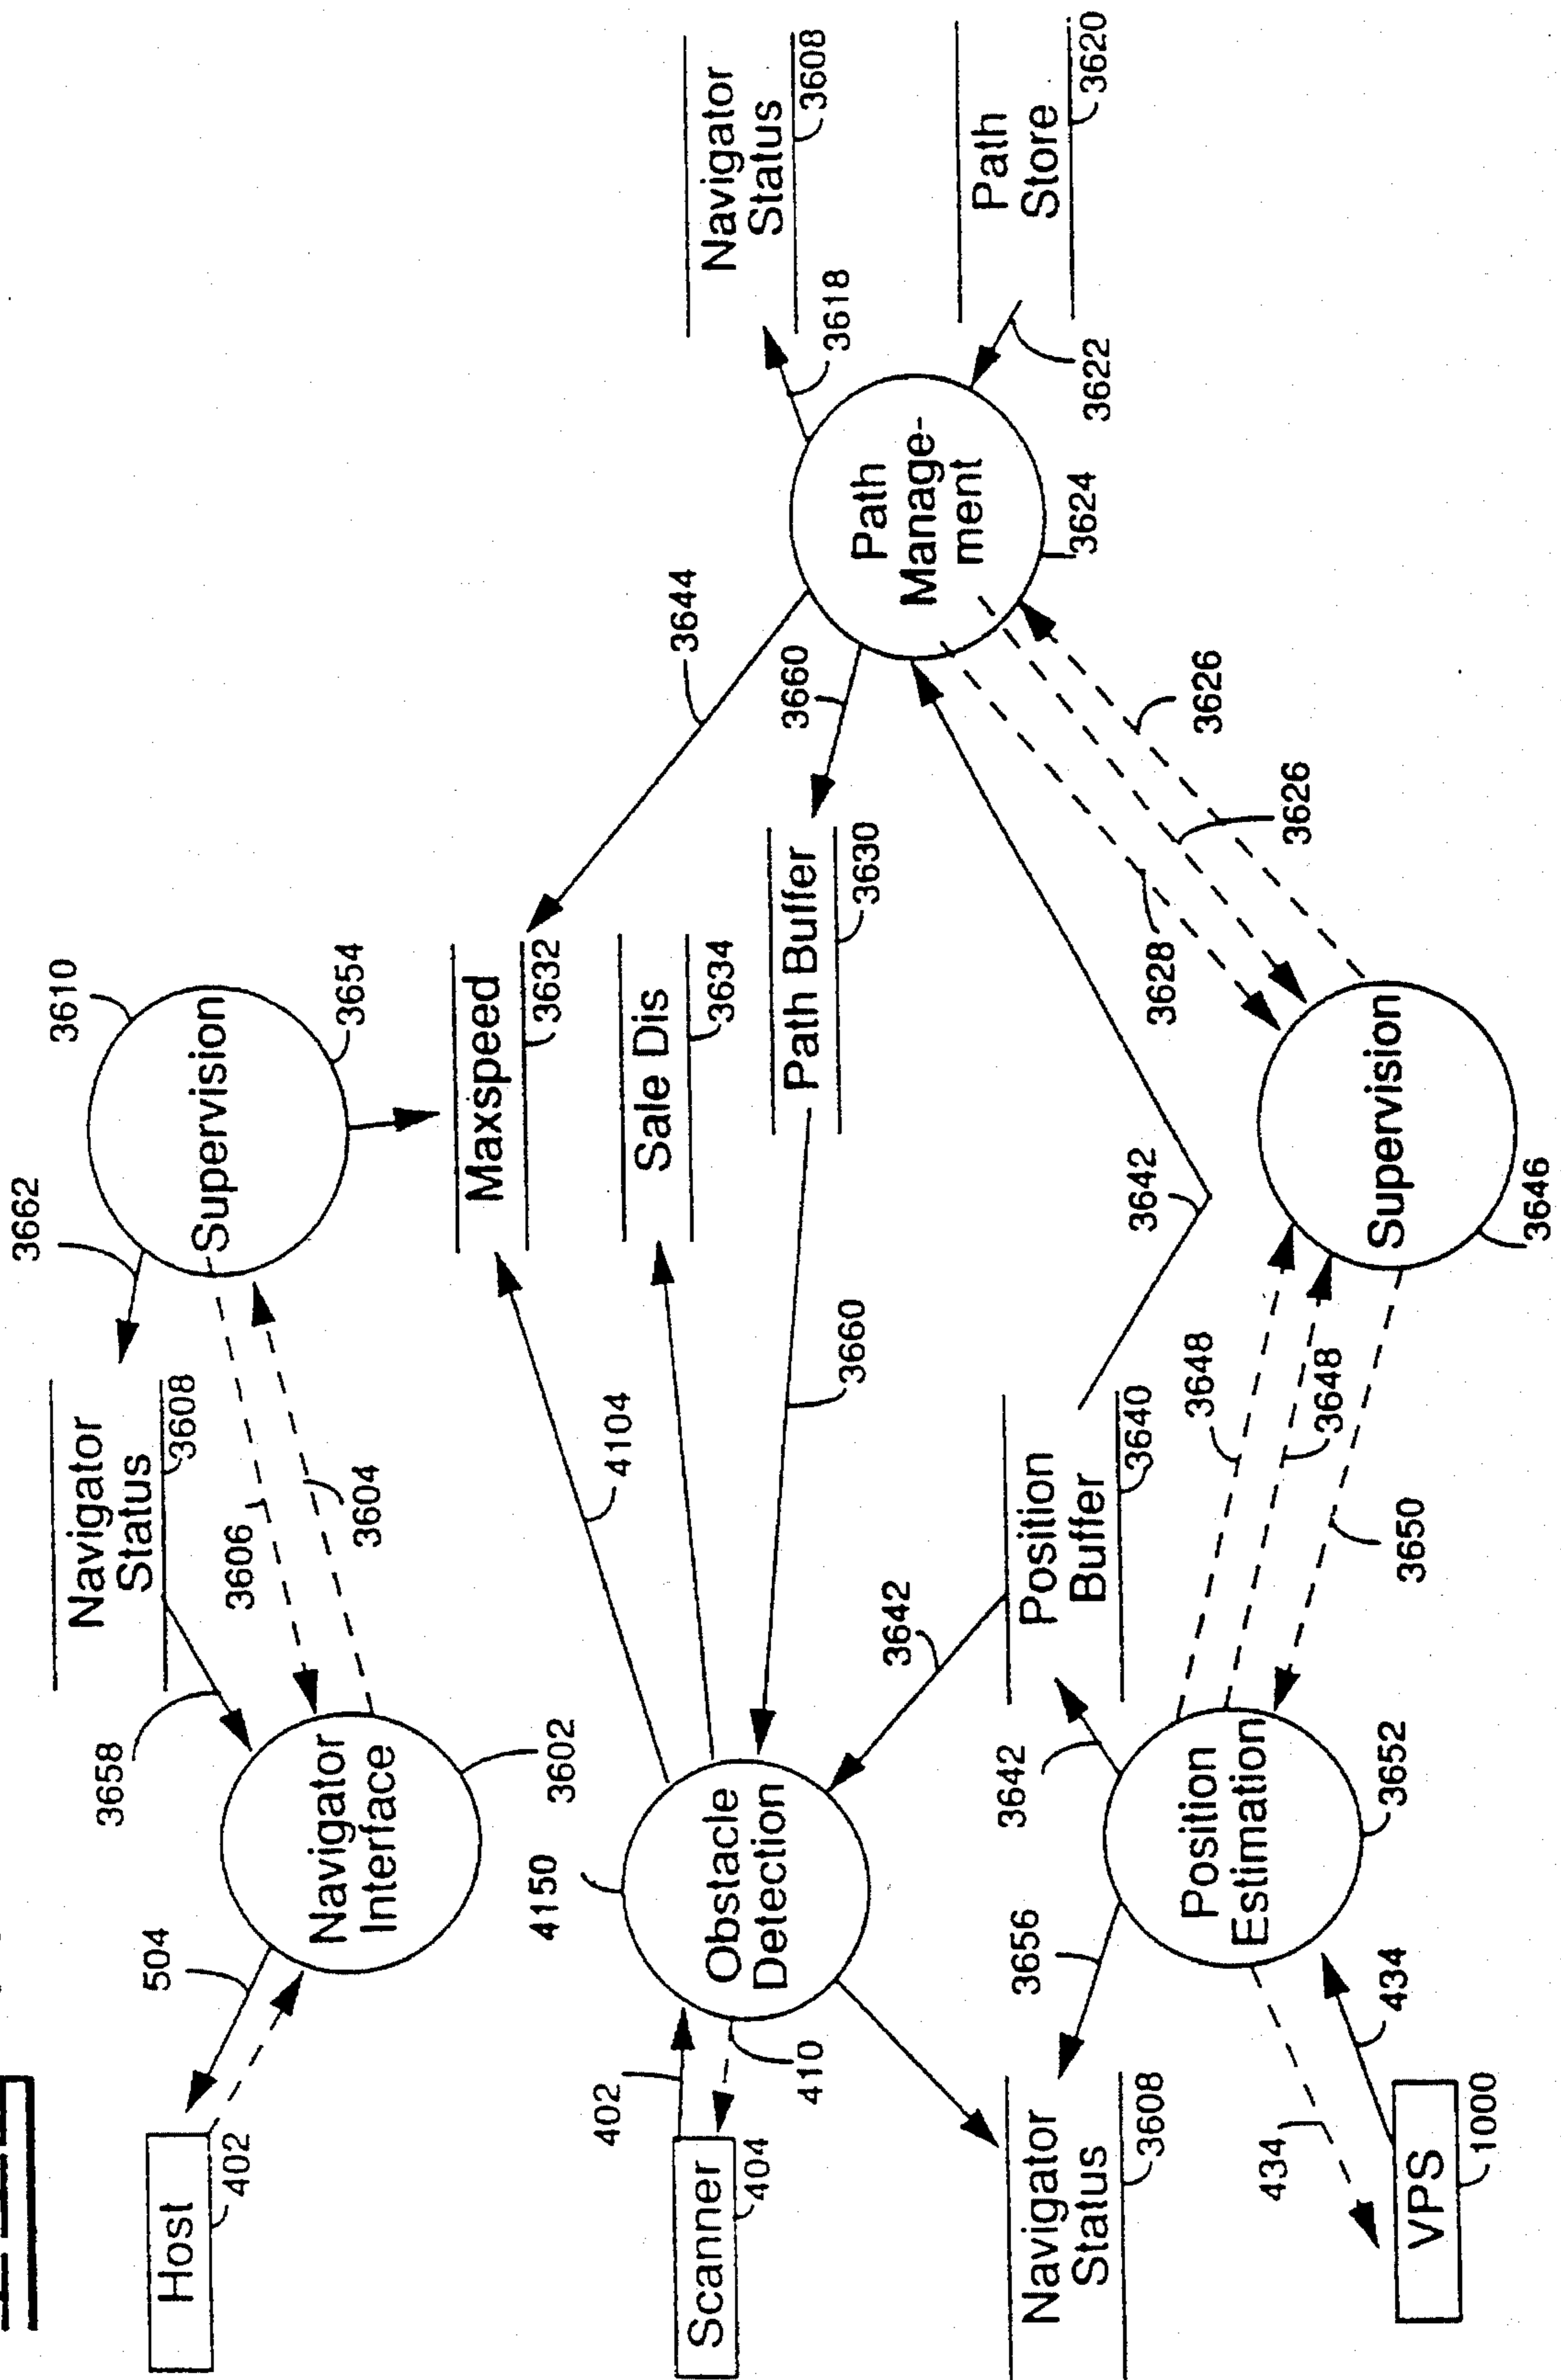 3662
3610
Navigator
Status
3608
Supervision
3654
3658
Host
402
504
Navigator
Interface
3602
3606
3604
Maxspeed
3632
4104
3644
Sale Dis
3634
4150
Scanner
404
402
410
Obstacle
Detection
3660
Path Buffer
3630
3660
Path
Manage-
ment
3624
3618
Navigator
Status
3608
Path
Store
3620
3622
3642
Position
Buffer
3640
3642
Navigator
Status
3608
3656
3642
Position
Estimation
3652
3648
3648
3650
3628
3626
3626
434
434
VPS
1000
Supervision
3646